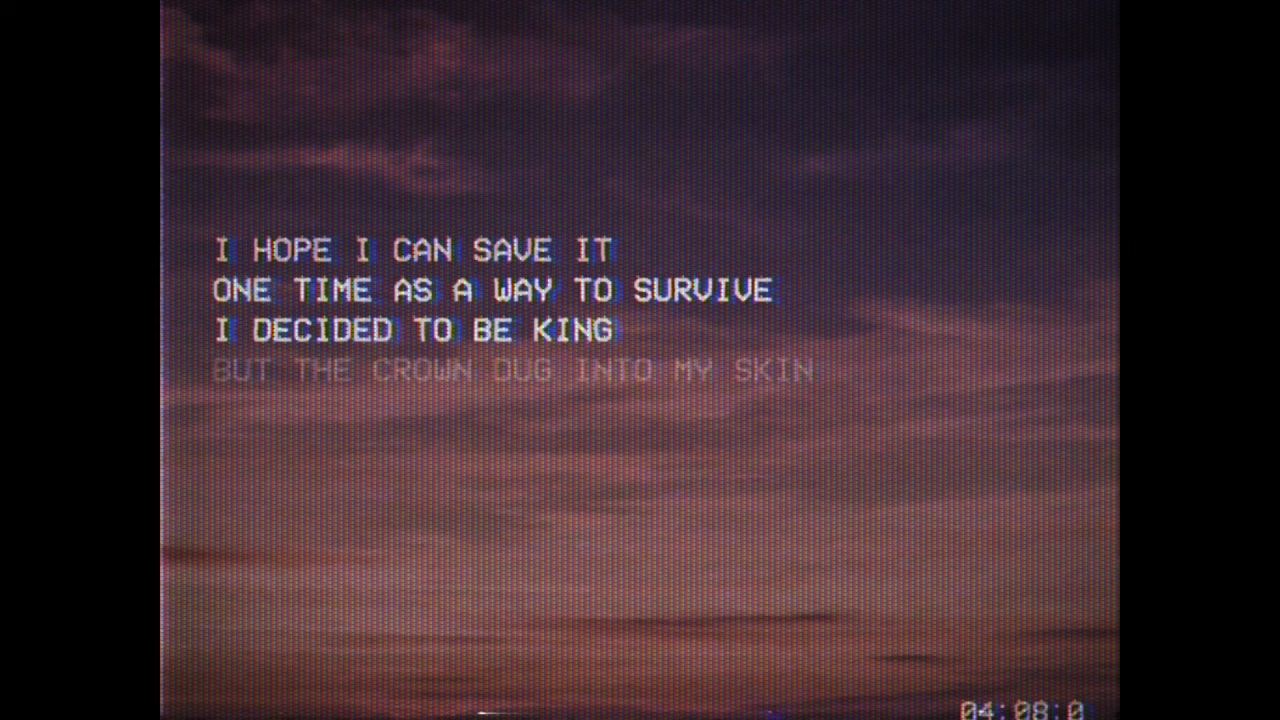 I HOPE I CAN SAVE IT
ONE TIME AS A WAY TO SURVIVE
I DECIDED TO BE KING
BUT THE CROWN DUG INTO MY SKIN
04:08:0